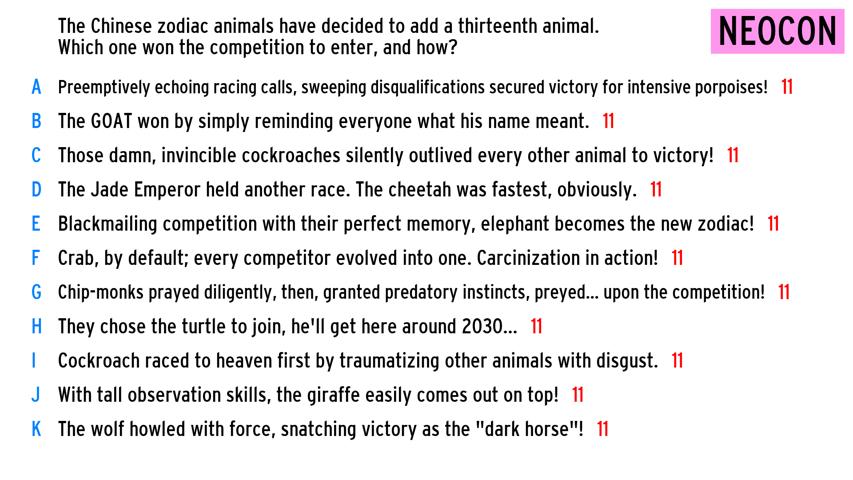 The Chinese zodiac animals have decided to add a thirteenth animal.
Which one won the competition to enter, and how?
NEOCON
A Preemptively echoing racing calls, sweeping disqualifications secured victory for intensive porpoises! 11
B The GOAT won by simply reminding everyone what his name meant. 11
C Those damn, invincible cockroaches silently outlived every other animal to victory! 11
D The Jade Emperor held another race. The cheetah was fastest, obviously. 11
E Blackmailing competition with their perfect memory, elephant becomes the new zodiac! 11
F Crab, by default; every competitor evolved into one. Carcinization in action! 11
G Chip-monks prayed diligently, then, granted predatory instincts, preyed... upon the competition! 11
H They chose the turtle to join, he'll get here around 2030... 11
I Cockroach raced to heaven first by traumatizing other animals with disgust. 11
J With tall observation skills, the giraffe easily comes out on top! 11
K The wolf howled with force, snatching victory as the "dark horse"! 11